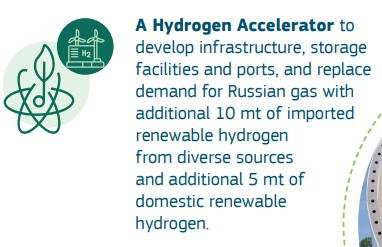 A Hydrogen Accelerator to
develop infrastructure, storage
facilities and ports, and replace
demand for Russian gas with
additional 10 mt of imported
renewable hydrogen
from diverse sources
and additional 5 mt of
domestic renewable
hydrogen.
H2